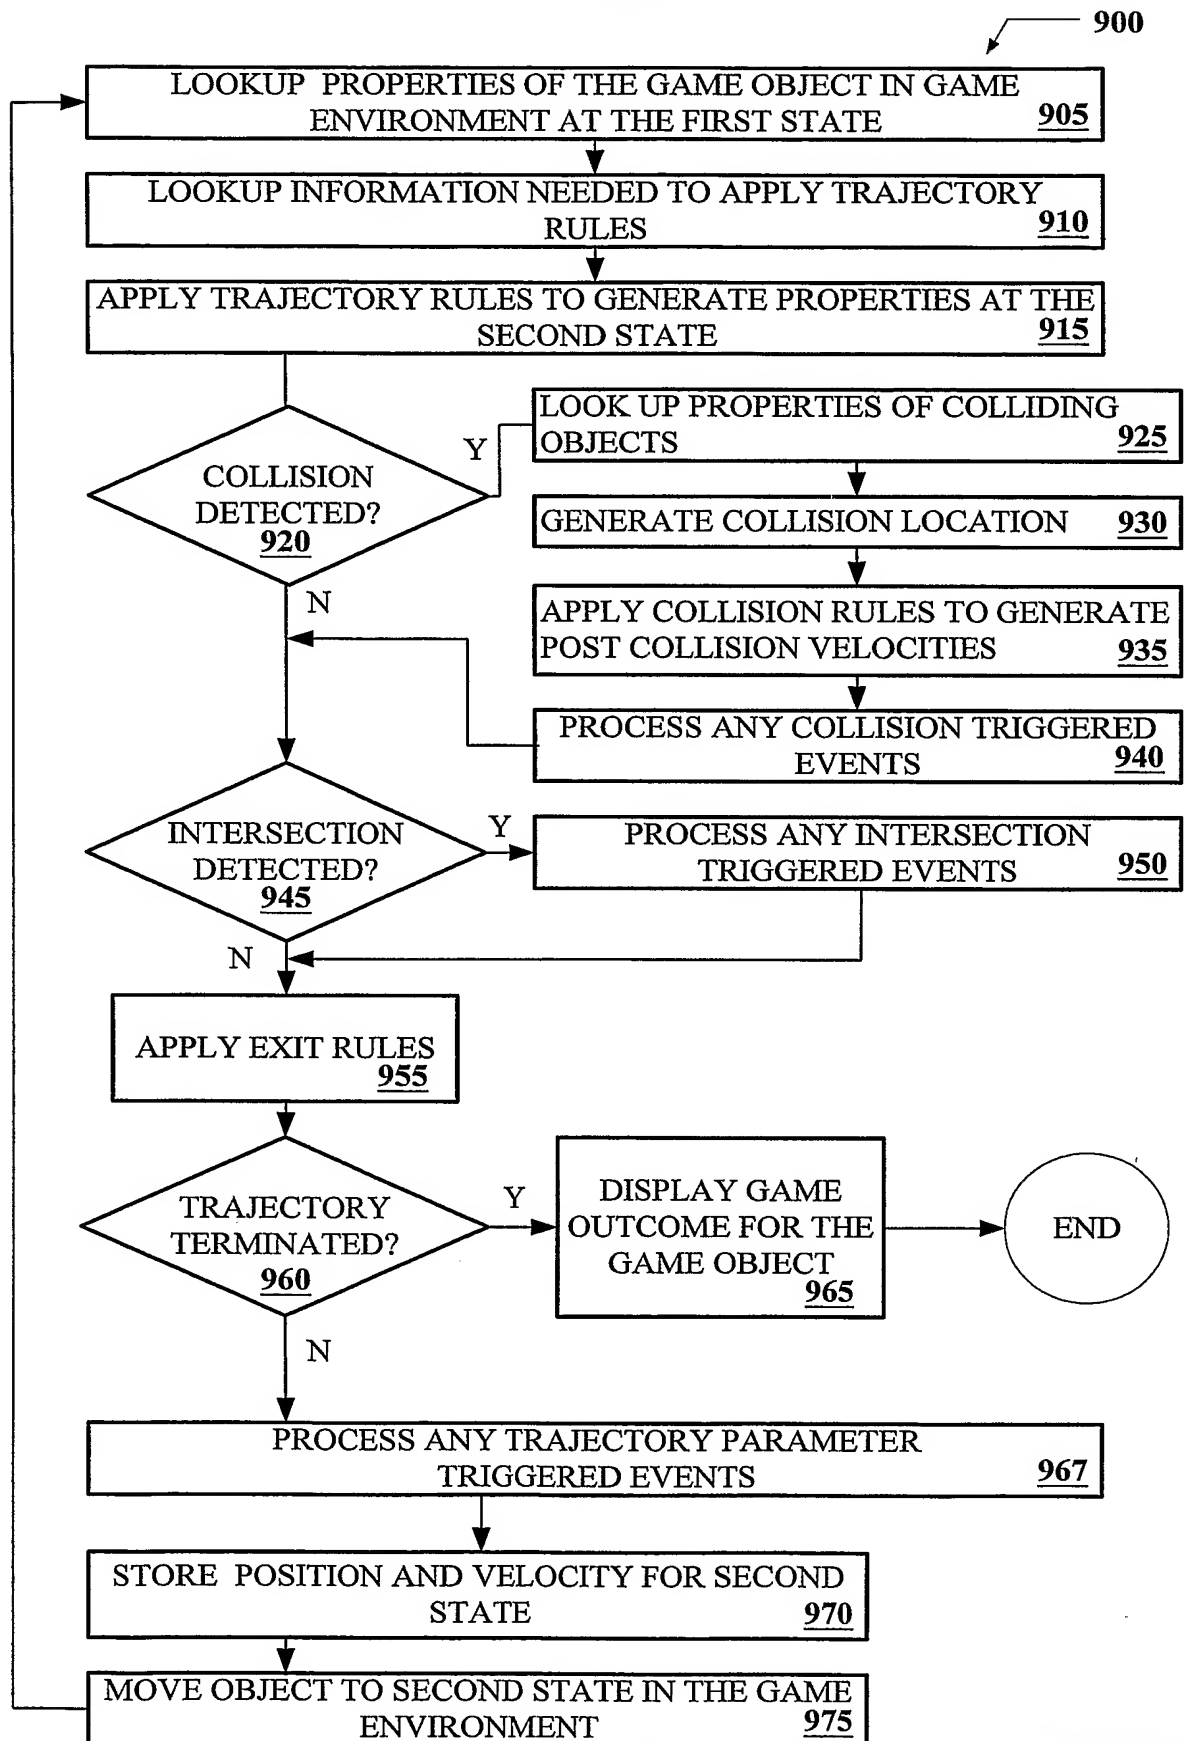 900
LOOKUP PROPERTIES OF THE GAME OBJECT IN GAME
ENVIRONMENT AT THE FIRST STATE
905
LOOKUP INFORMATION NEEDED TO APPLY TRAJECTORY
RULES
910
APPLY TRAJECTORY RULES TO GENERATE PROPERTIES AT THE
SECOND STATE
915
COLLISION
DETECTED?
920
Y
N
LOOK UP PROPERTIES OF COLLIDING
OBJECTS
925
GENERATE COLLISION LOCATION 930
APPLY COLLISION RULES TO GENERATE
POST COLLISION VELOCITIES 935
PROCESS ANY COLLISION TRIGGERED
EVENTS
940
INTERSECTION
DETECTED?
945
Y
N
PROCESS ANY INTERSECTION
TRIGGERED EVENTS
950
APPLY EXIT RULES
955
TRAJECTORY
TERMINATED?
960
Y
N
DISPLAY GAME
OUTCOME FOR THE
GAME OBJECT
965
END
PROCESS ANY TRAJECTORY PARAMETER
TRIGGERED EVENTS
967
STORE POSITION AND VELOCITY FOR SECOND
STATE
970
MOVE OBJECT TO SECOND STATE IN THE GAME
ENVIRONMENT
975